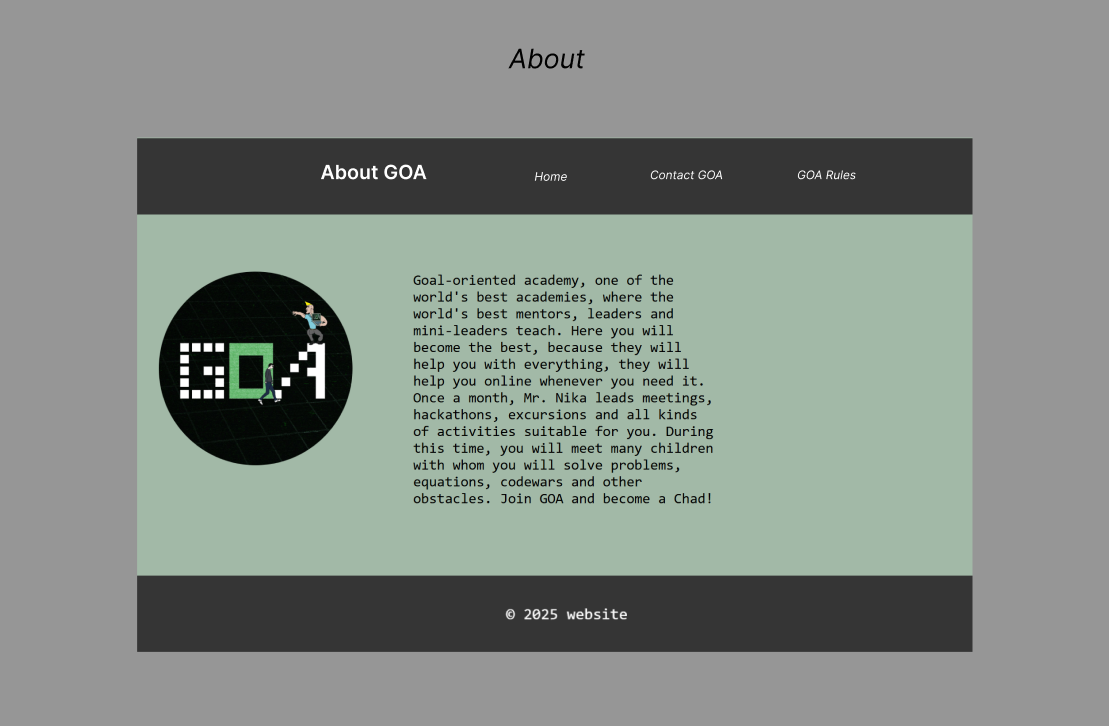 About
About GOA
Home
Contact GOA
GOA Rules
GOA
Goal-oriented academy, one of the
world's best academies, where the
world's best mentors, leaders and
mini-leaders teach. Here you will
become the best, because they will
help you with everything, they will
help you online whenever you need it.
Once a month, Mr. Nika leads meetings,
hackathons, excursions and all kinds
of activities suitable for you. During
this time, you will meet many children
with whom you will solve problems,
equations, codewars and other
obstacles. Join GOA and become a Chad!
© 2025 website